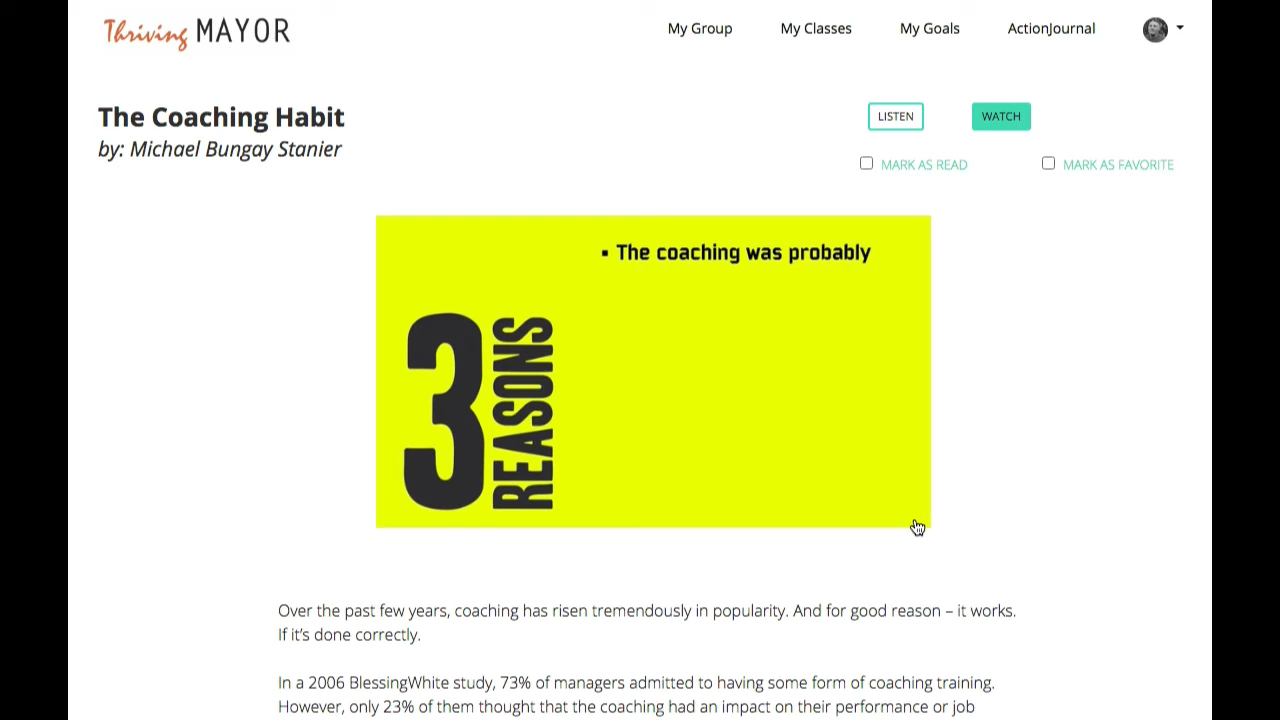 Thriving MAYOR
My Group My Classes My Goals ActionJournal
The Coaching Habit
by: Michael Bungay Stanier
LISTEN WATCH
MARK AS READ MARK AS FAVORITE
▪ The coaching was probably
3 REASONS
Over the past few years, coaching has risen tremendously in popularity. And for good reason – it works.
If it’s done correctly.
In a 2006 BlessingWhite study, 73% of managers admitted to having some form of coaching training.
However, only 23% of them thought that the coaching had an impact on their performance or job